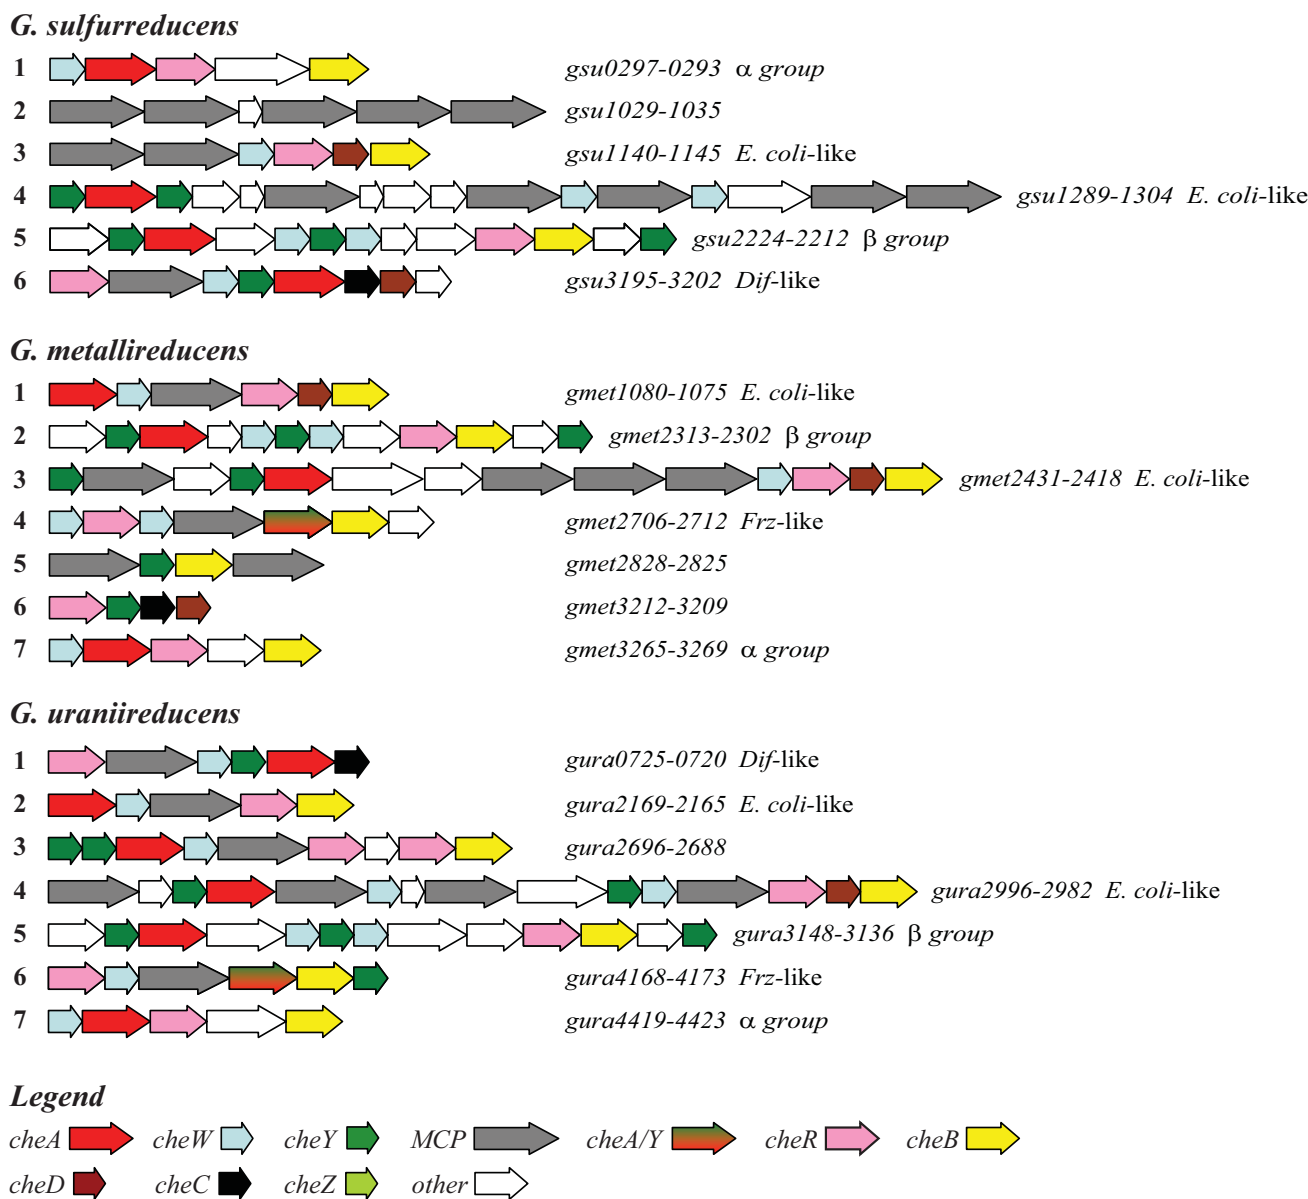 G. sulfurreducens
1 gsu0297-0293 α group
2 gsu1029-1035
3 gsu1140-1145 E. coli-like
4 gsu1289-1304 E. coli-like
5 gsu2224-2212 β group
6 gsu3195-3202 Dif-like
G. metallireducens
1 gmet1080-1075 E. coli-like
2 gmet2313-2302 β group
3 gmet2431-2418 E. coli-like
4 gmet2706-2712 Frz-like
5 gmet2828-2825
6 gmet3212-3209
7 gmet3265-3269 α group
G. uraniireducens
1 gura0725-0720 Dif-like
2 gura2169-2165 E. coli-like
3 gura2696-2688
4 gura2996-2982 E. coli-like
5 gura3148-3136 β group
6 gura4168-4173 Frz-like
7 gura4419-4423 α group
Legend
cheA cheW cheY MCP cheA/Y cheR cheB
cheD cheC cheZ other